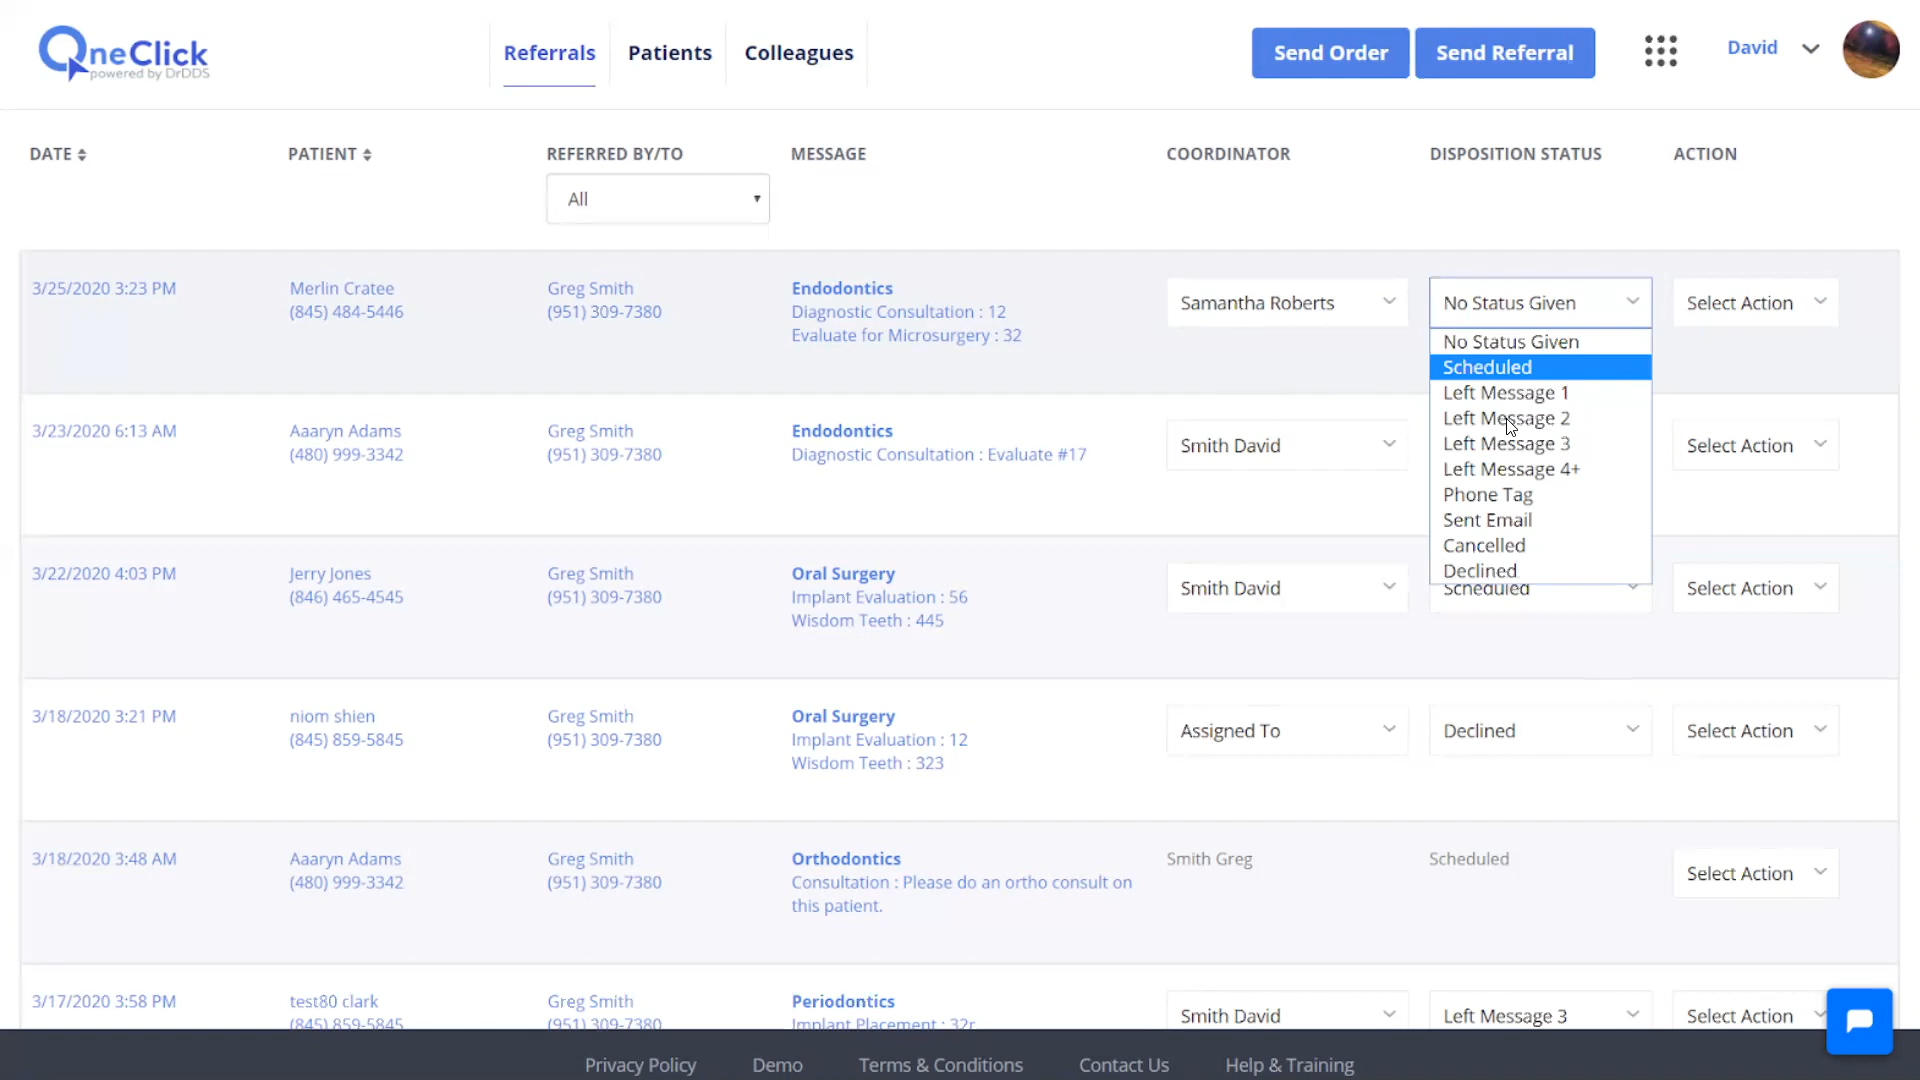 OneClick
powered by DrDDS
Referrals
Patients
Colleagues
Send Order
Send Referral
David
DATE
PATIENT
REFERRED BY/TO
MESSAGE
COORDINATOR
DISPOSITION STATUS
ACTION
All
3/25/2020 3:23 PM
Merlin Cratee
(845) 484-5446
Greg Smith
(951) 309-7380
Endodontics
Diagnostic Consultation : 12
Evaluate for Microsurgery : 32
Samantha Roberts
No Status Given
Select Action
No Status Given
Scheduled
Left Message 1
Left Message 2
Left Message 3
Left Message 4+
Phone Tag
Sent Email
Cancelled
Declined
3/23/2020 6:13 AM
Aaaryn Adams
(480) 999-3342
Greg Smith
(951) 309-7380
Endodontics
Diagnostic Consultation : Evaluate #17
Smith David
Select Action
3/22/2020 4:03 PM
Jerry Jones
(846) 465-4545
Greg Smith
(951) 309-7380
Oral Surgery
Implant Evaluation : 56
Wisdom Teeth : 445
Smith David
Scheduled
Select Action
3/18/2020 3:21 PM
niom shien
(845) 859-5845
Greg Smith
(951) 309-7380
Oral Surgery
Implant Evaluation : 12
Wisdom Teeth : 323
Assigned To
Declined
Select Action
3/18/2020 3:48 AM
Aaaryn Adams
(480) 999-3342
Greg Smith
(951) 309-7380
Orthodontics
Consultation : Please do an ortho consult on
this patient.
Smith Greg
Scheduled
Select Action
3/17/2020 3:58 PM
test80 clark
(845) 859-5845
Greg Smith
(951) 309-7380
Periodontics
Implant Placement : 32r
Smith David
Left Message 3
Select Action
Privacy Policy
Demo
Terms & Conditions
Contact Us
Help & Training